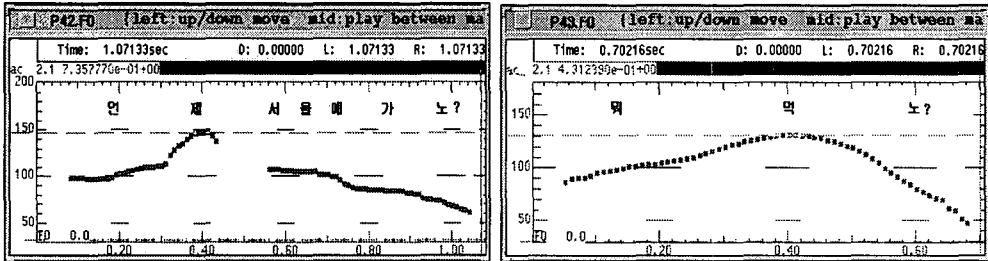 P42.F0 (left:up/down move mid:play between ma
Time: 1.07133sec D: 0.00000 L: 1.07133 R: 1.07133
ac 2.1 7.357770e-01+00
200
150
100
50
언 제 서 울 에 가 노 ?
F0 0.0
0.20 0.40 0.60 0.80 1.00
P43.F0 (left:up/down move mid:play between ma
Time: 0.70216sec D: 0.00000 L: 0.70216 R: 0.70216
ac 2.1 4.312390e-01+00
150
100
50
뭐 먹 노 ?
F0 0.0
0.20 0.40 0.60